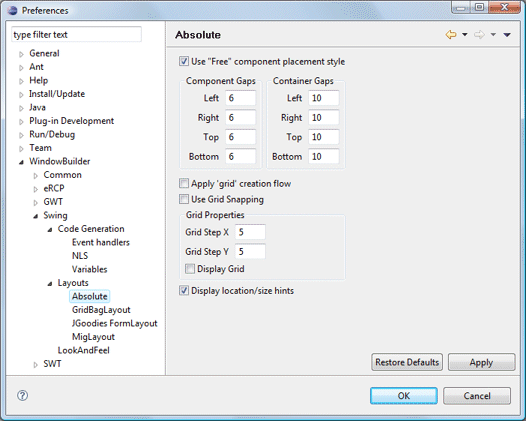 Preferences
type filter text
General
Ant
Help
Install/Update
Java
Plug-in Development
Run/Debug
Team
WindowBuilder
Common
eRCP
GWT
Swing
Code Generation
Event handlers
NLS
Variables
Layouts
Absolute
GridBagLayout
JGoodies FormLayout
MigLayout
LookAndFeel
SWT
Absolute
Use "Free" component placement style
Component Gaps
Left 6
Right 6
Top 6
Bottom 6
Container Gaps
Left 10
Right 10
Top 10
Bottom 10
Apply 'grid' creation flow
Use Grid Snapping
Grid Properties
Grid Step X 5
Grid Step Y 5
Display Grid
Display location/size hints
Restore Defaults Apply
? OK Cancel